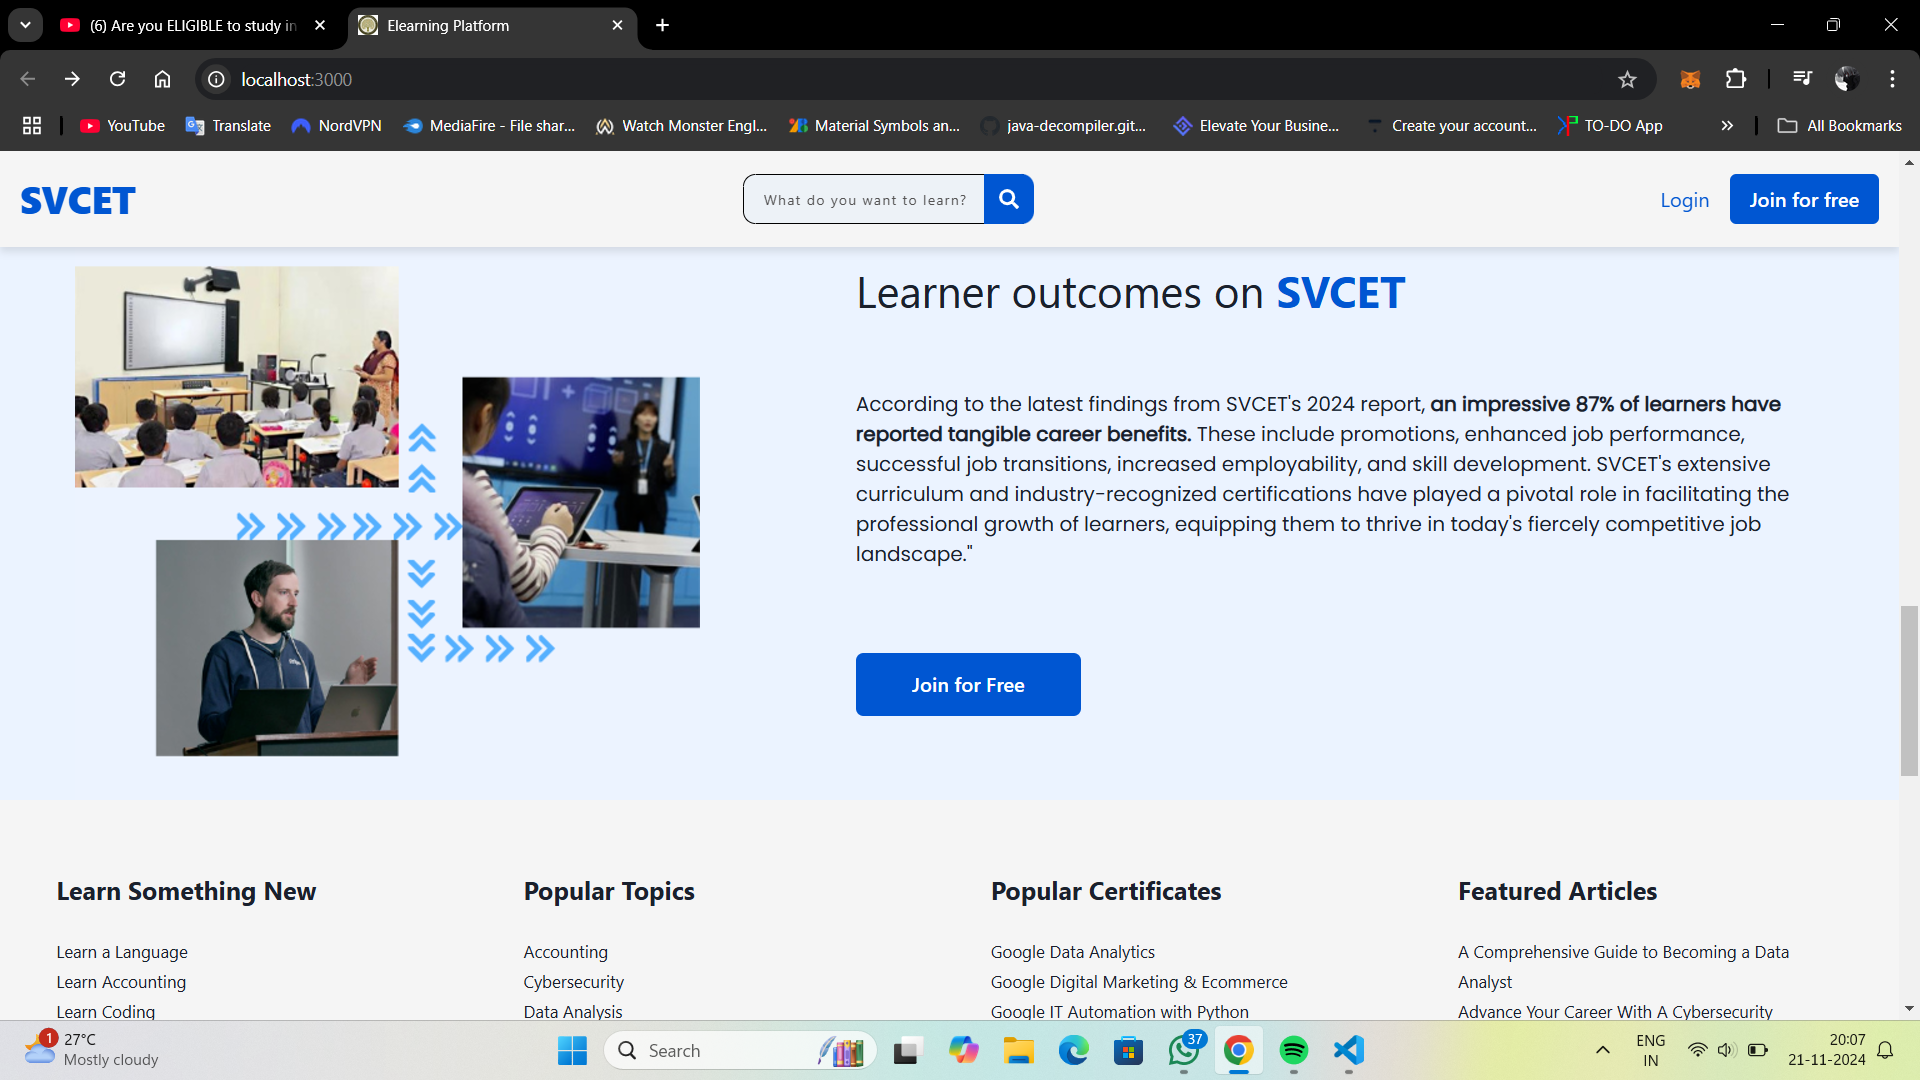 (6) Are you ELIGIBLE to study in
Elearning Platform
localhost:3000
YouTube
Translate
NordVPN
MediaFire - File shar...
Watch Monster Engl...
Material Symbols an...
java-decompiler.git...
Elevate Your Busine...
Create your account...
TO-DO App
All Bookmarks
SVCET
What do you want to learn?
Login
Join for free
Learner outcomes on SVCET
According to the latest findings from SVCET's 2024 report, an impressive 87% of learners have
reported tangible career benefits. These include promotions, enhanced job performance,
successful job transitions, increased employability, and skill development. SVCET's extensive
curriculum and industry-recognized certifications have played a pivotal role in facilitating the
professional growth of learners, equipping them to thrive in today's fiercely competitive job
landscape."
Join for Free
Learn Something New
Learn a Language
Learn Accounting
Learn Coding
Popular Topics
Accounting
Cybersecurity
Data Analysis
Popular Certificates
Google Data Analytics
Google Digital Marketing & Ecommerce
Google IT Automation with Python
Featured Articles
A Comprehensive Guide to Becoming a Data
Analyst
Advance Your Career With A Cybersecurity
1
27°C
Mostly cloudy
Search
37
ENG
IN
20:07
21-11-2024